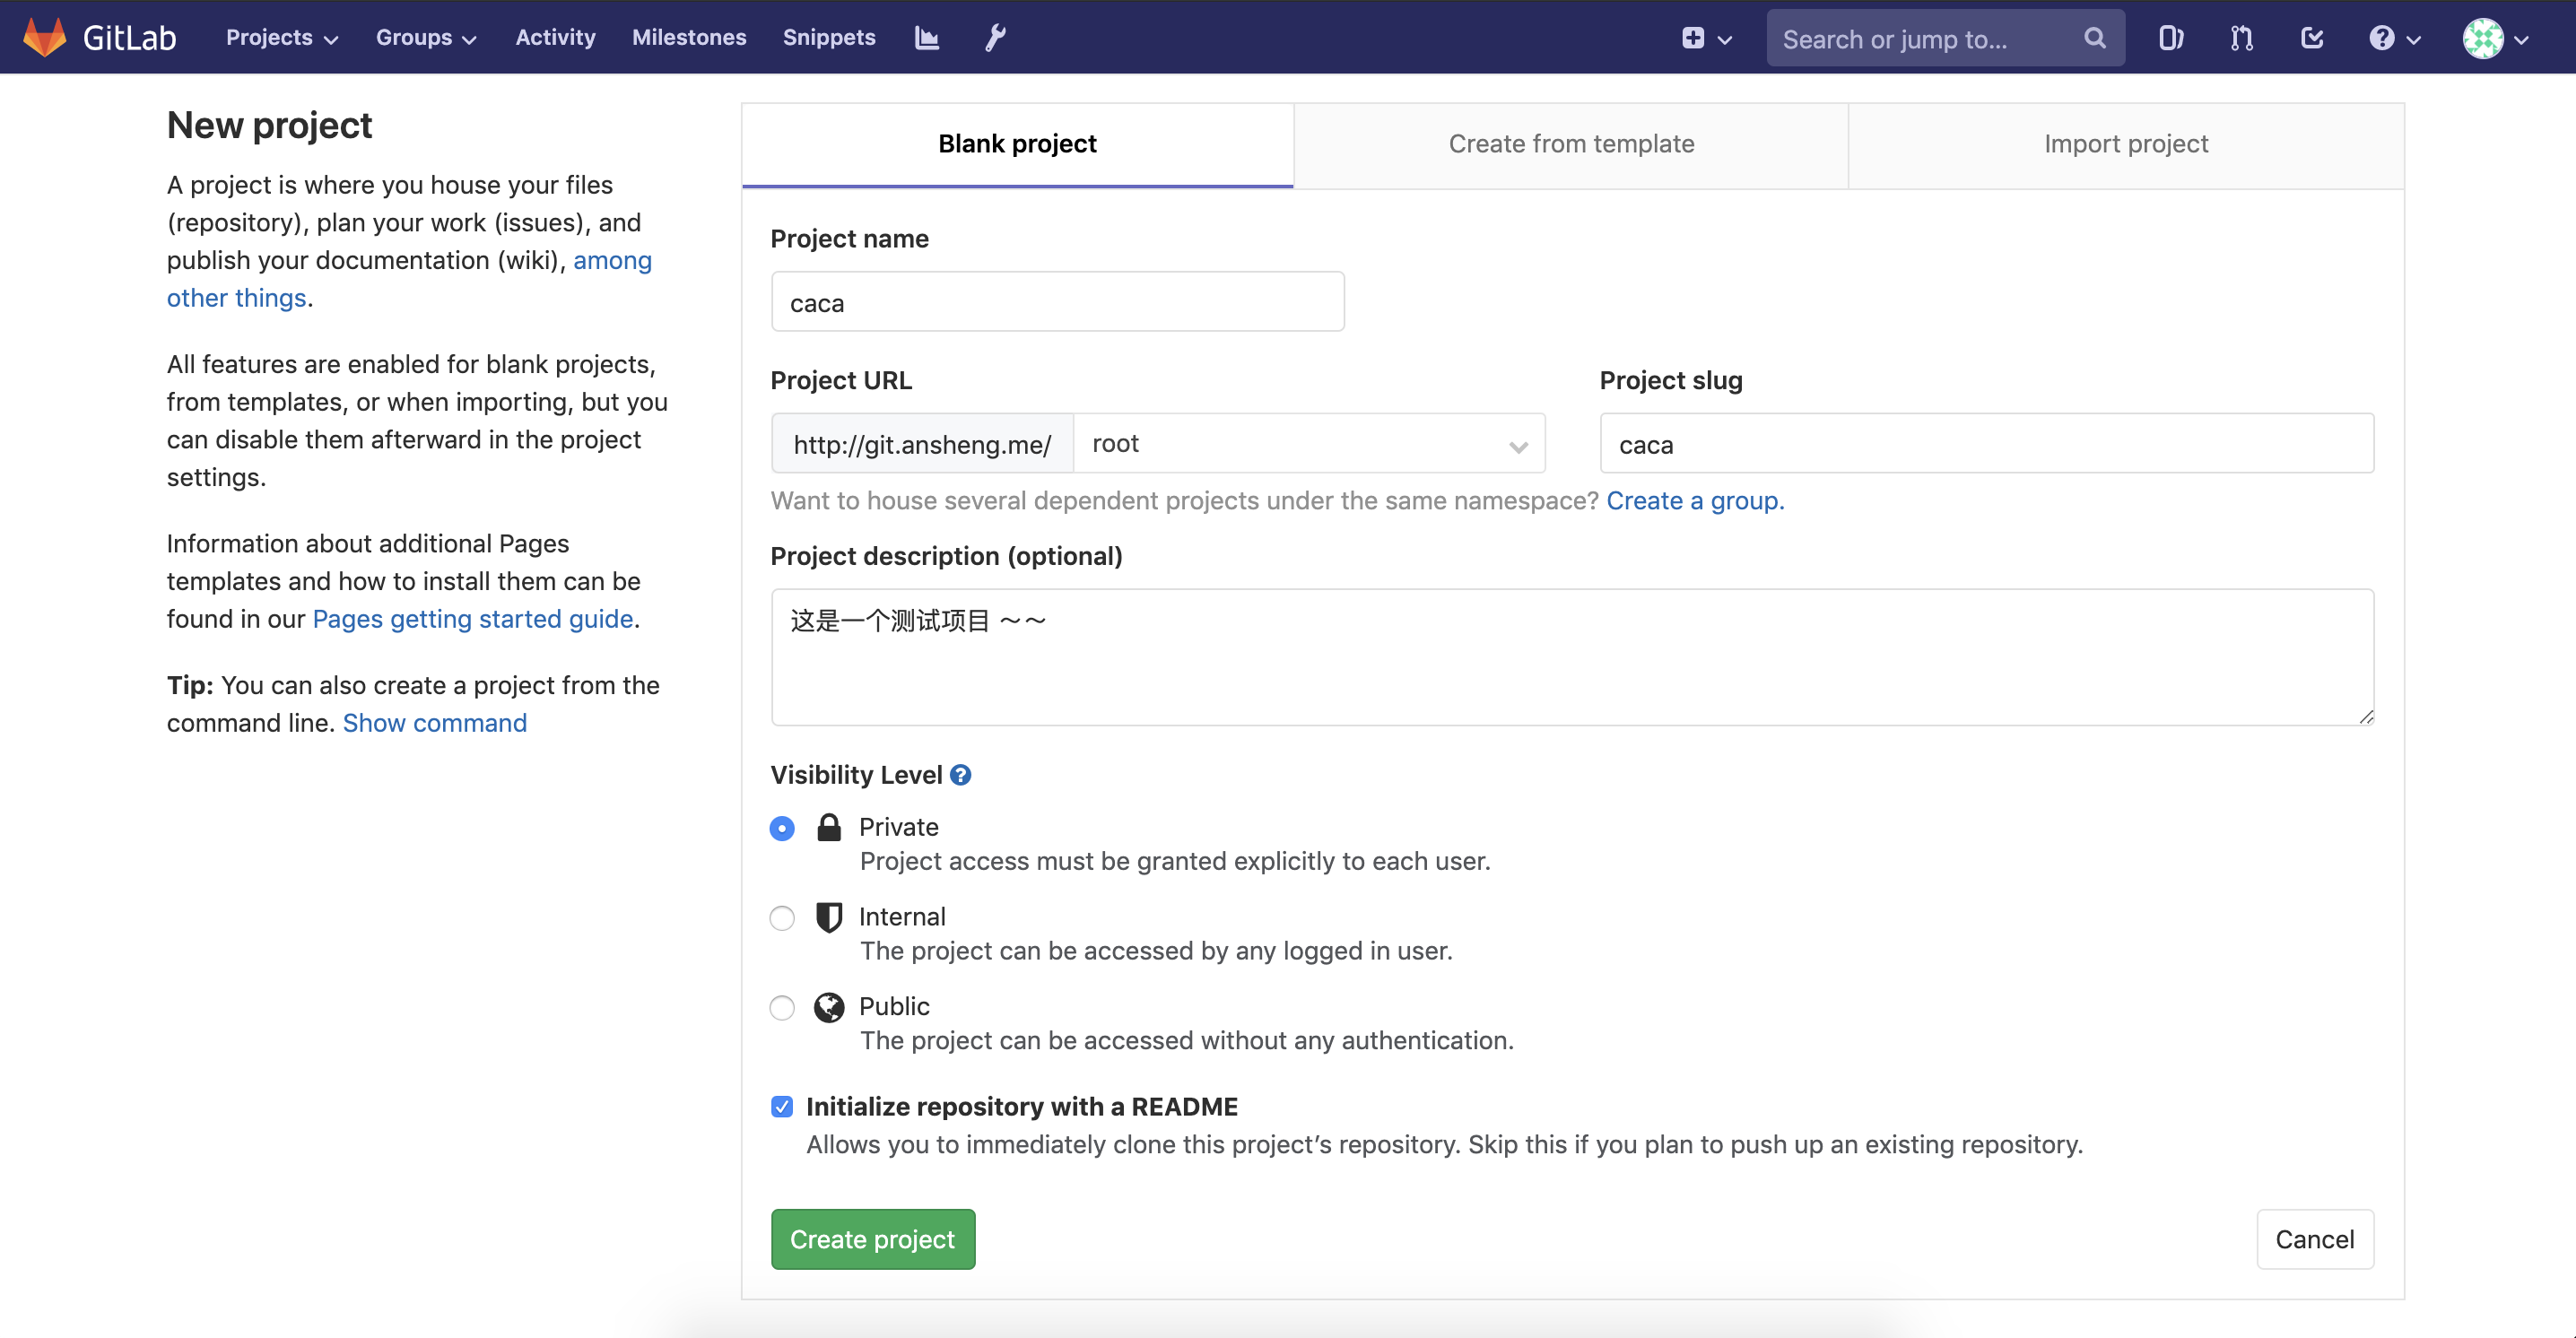 GitLab Projects Groups Activity Milestones Snippets Search or jump to...
New project
A project is where you house your files
(repository), plan your work (issues), and
publish your documentation (wiki), among
other things.
All features are enabled for blank projects,
from templates, or when importing, but you
can disable them afterward in the project
settings.
Information about additional Pages
templates and how to install them can be
found in our Pages getting started guide.
Tip: You can also create a project from the
command line. Show command
Blank project Create from template Import project
Project name
caca
Project URL Project slug
http://git.ansheng.me/ root caca
Want to house several dependent projects under the same namespace? Create a group.
Project description (optional)
这是一个测试项目 ～～
Visibility Level
Private
Project access must be granted explicitly to each user.
Internal
The project can be accessed by any logged in user.
Public
The project can be accessed without any authentication.
Initialize repository with a README
Allows you to immediately clone this project’s repository. Skip this if you plan to push up an existing repository.
Create project Cancel